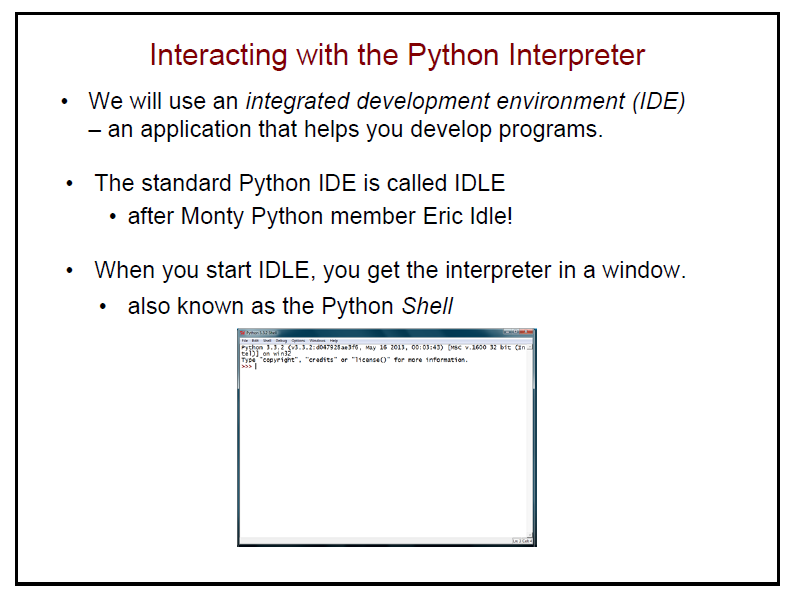 Interacting with the Python Interpreter
• We will use an integrated development environment (IDE)
– an application that helps you develop programs.
• The standard Python IDE is called IDLE
• after Monty Python member Eric Idle!
• When you start IDLE, you get the interpreter in a window.
• also known as the Python Shell
Python 3.3.2 Shell
File Edit Shell Debug Options Windows Help
Python 3.3.2 (v3.3.2:d047928ae3f6, May 16 2013, 00:03:43) [MSC v.1600 32 bit (In
tel)] on win32
Type "copyright", "credits" or "license()" for more information.
>>>
Ln: 3 Col: 4